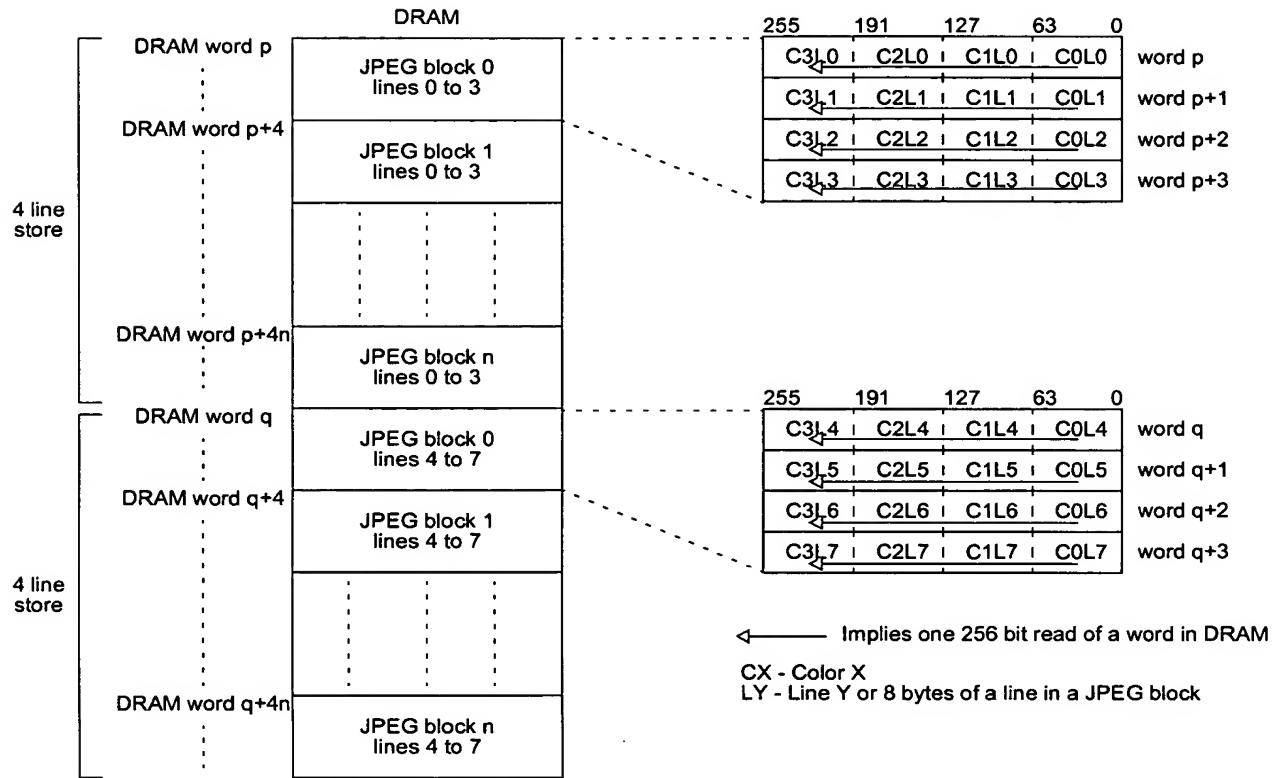 DRAM
DRAM word p
JPEG block 0
lines 0 to 3
DRAM word p+4
JPEG block 1
lines 0 to 3
4 line
store
DRAM word p+4n
JPEG block n
lines 0 to 3
DRAM word q
JPEG block 0
lines 4 to 7
DRAM word q+4
JPEG block 1
lines 4 to 7
4 line
store
DRAM word q+4n
JPEG block n
lines 4 to 7
255 191 127 63 0
C3L0 C2L0 C1L0 C0L0 word p
C3L1 C2L1 C1L1 C0L1 word p+1
C3L2 C2L2 C1L2 C0L2 word p+2
C3L3 C2L3 C1L3 C0L3 word p+3
255 191 127 63 0
C3L4 C2L4 C1L4 C0L4 word q
C3L5 C2L5 C1L5 C0L5 word q+1
C3L6 C2L6 C1L6 C0L6 word q+2
C3L7 C2L7 C1L7 C0L7 word q+3
Implies one 256 bit read of a word in DRAM
CX - Color X
LY - Line Y or 8 bytes of a line in a JPEG block